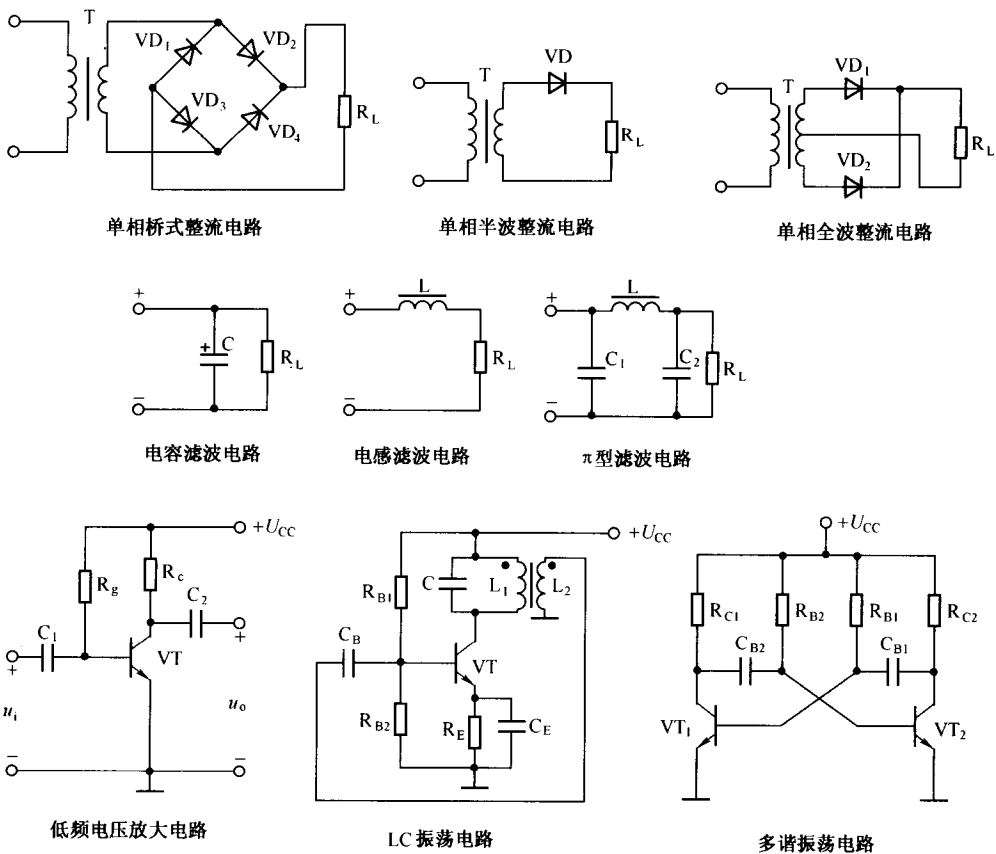 T
VD1
VD2
VD3
VD4
RL
单相桥式整流电路
T
VD
RL
单相半波整流电路
T
VD1
VD2
RL
单相全波整流电路
+
+
C
RL
−
电容滤波电路
+
L
RL
−
电感滤波电路
+
L
C1
C2
RL
−
π型滤波电路
+UCC
Rg
Rc
C2
C1
+
+
VT
ui
uo
−
−
低频电压放大电路
+UCC
RB1
C
L1
L2
CB
VT
RB2
RE
CE
LC振荡电路
+UCC
RC1
RB2
RB1
RC2
CB2
CB1
VT1
VT2
多谐振荡电路